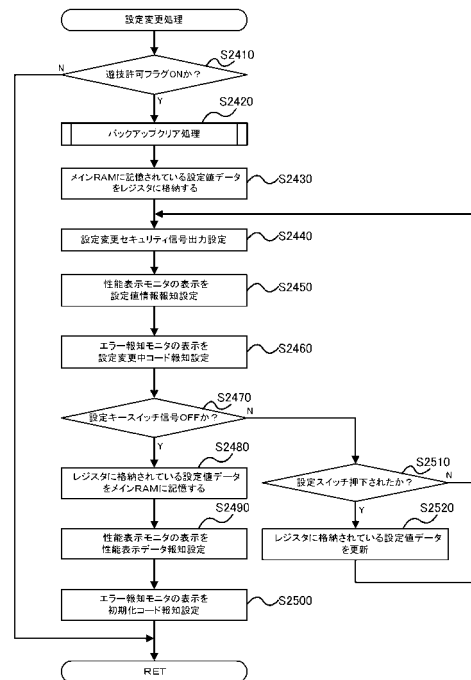 設定変更処理
S2410
N
遊技許可フラグONか？
Y
S2420
バックアップクリア処理
メインRAMに記憶されている設定値データ
をレジスタに格納する
S2430
設定変更セキュリティ信号出力設定
S2440
性能表示モニタの表示を
設定値情報報知設定
S2450
エラー報知モニタの表示を
設定変更中コード報知設定
S2460
S2470
設定キースイッチ信号OFFか？
N
Y
S2480
レジスタに格納されている設定値データ
をメインRAMに記憶する
S2510
設定スイッチ押下されたか？
N
Y
S2490
性能表示モニタの表示を
性能表示データ報知設定
S2520
レジスタに格納されている設定値データ
を更新
エラー報知モニタの表示を
初期化コード報知設定
S2500
RET